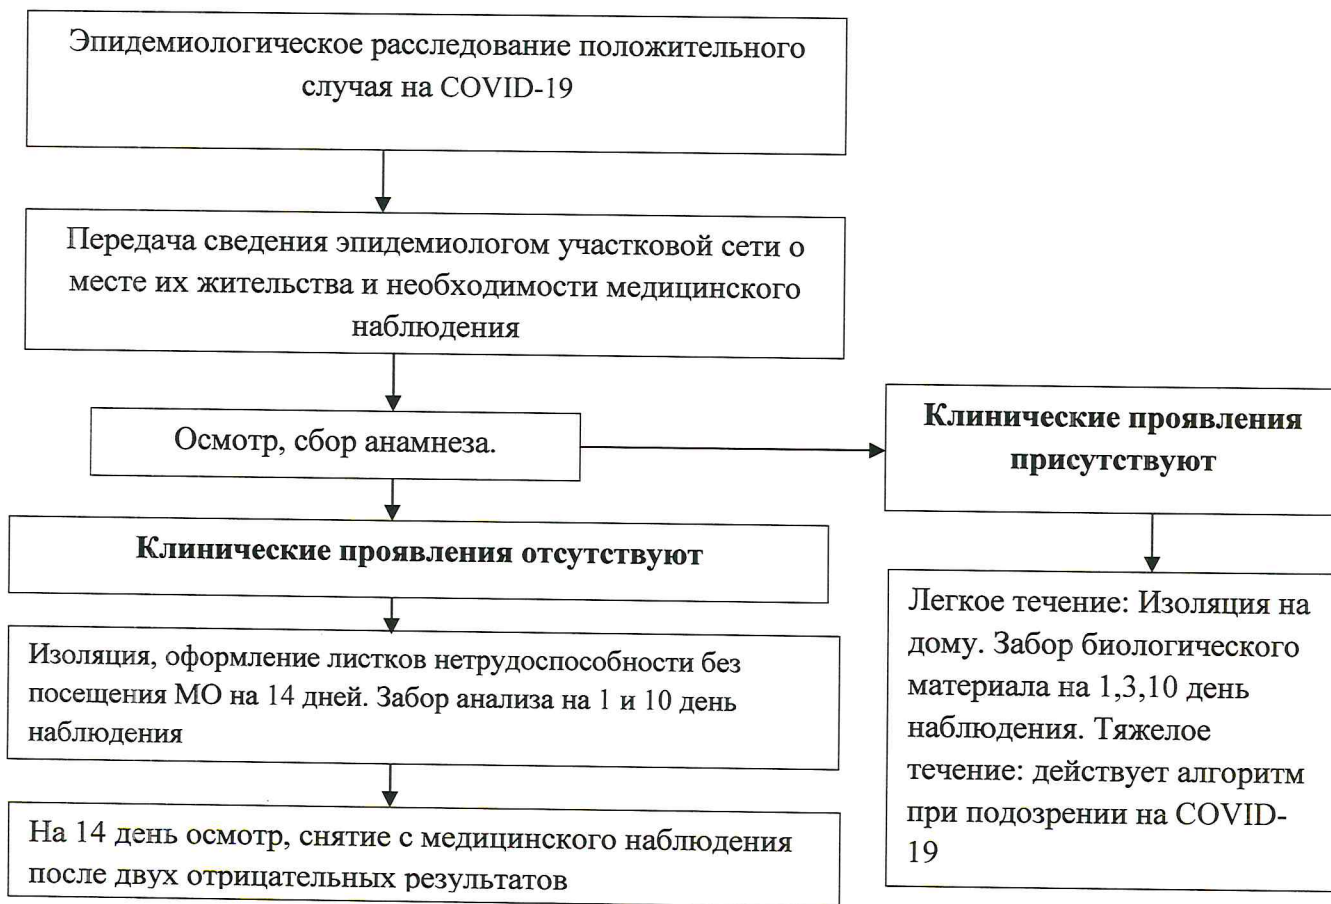 Эпидемиологическое расследование положительного
случая на COVID-19
Передача сведения эпидемиологом участковой сети о
месте их жительства и необходимости медицинского
наблюдения
Осмотр, сбор анамнеза.
Клинические проявления
присутствуют
Клинические проявления отсутствуют
Изоляция, оформление листков нетрудоспособности без
посещения МО на 14 дней. Забор анализа на 1 и 10 день
наблюдения
Легкое течение: Изоляция на
дому. Забор биологического
материала на 1,3,10 день
наблюдения. Тяжелое
течение: действует алгоритм
при подозрении на COVID-
19
На 14 день осмотр, снятие с медицинского наблюдения
после двух отрицательных результатов